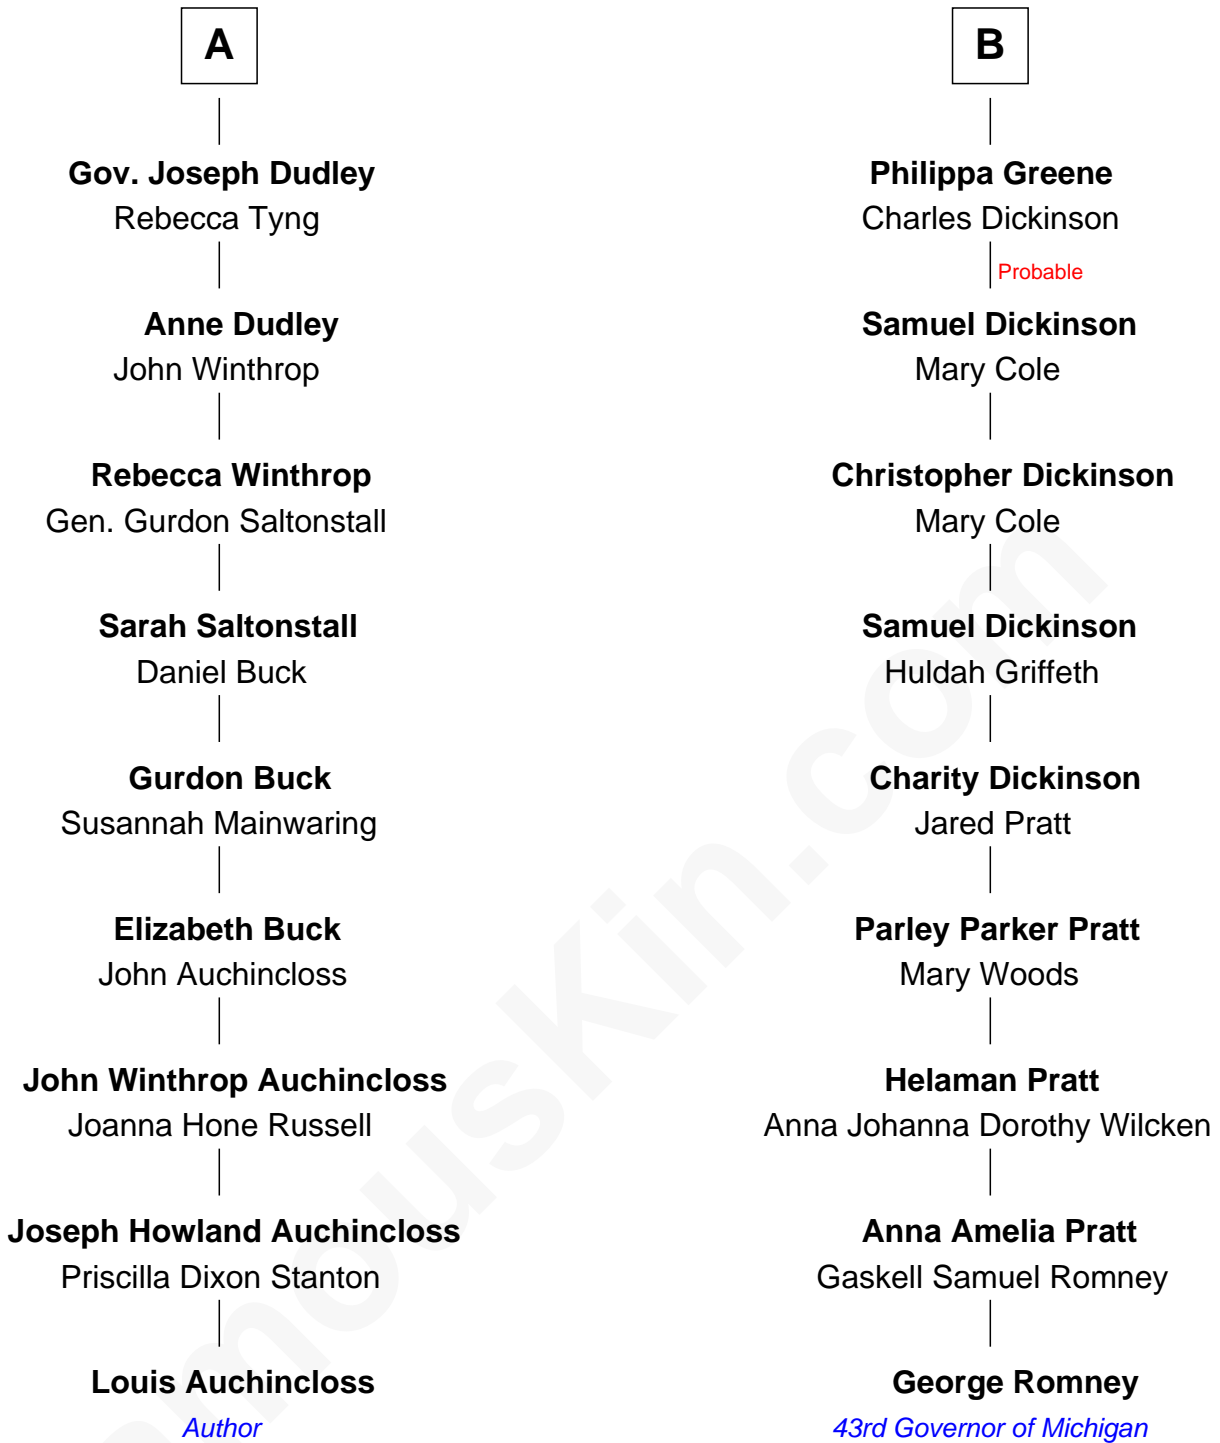 A
Gov. Joseph Dudley
Rebecca Tyng
Anne Dudley
John Winthrop
Rebecca Winthrop
Gen. Gurdon Saltonstall
Sarah Saltonstall
Daniel Buck
Gurdon Buck
Susannah Mainwaring
Elizabeth Buck
John Auchincloss
John Winthrop Auchincloss
Joanna Hone Russell
Joseph Howland Auchincloss
Priscilla Dixon Stanton
Louis Auchincloss
Author
B
Philippa Greene
Charles Dickinson
Probable
Samuel Dickinson
Mary Cole
Christopher Dickinson
Mary Cole
Samuel Dickinson
Huldah Griffeth
Charity Dickinson
Jared Pratt
Parley Parker Pratt
Mary Woods
Helaman Pratt
Anna Johanna Dorothy Wilcken
Anna Amelia Pratt
Gaskell Samuel Romney
George Romney
43rd Governor of Michigan
amousKin.com